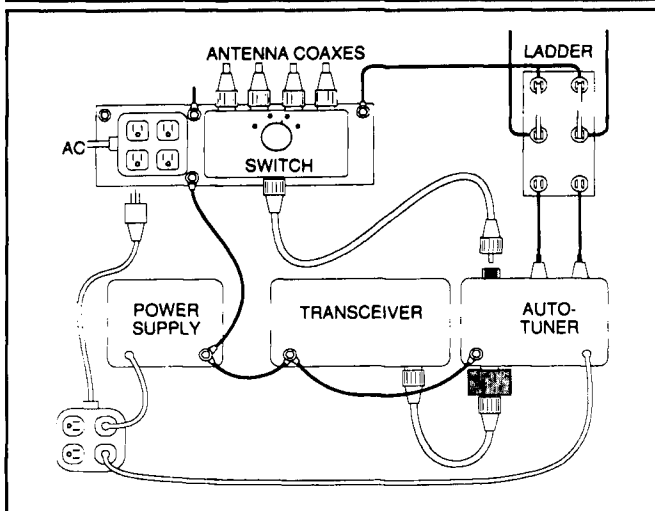 ANTENNA COAXES
LADDER
AC
SWITCH
POWER
SUPPLY
TRANSCEIVER
AUTO-
TUNER